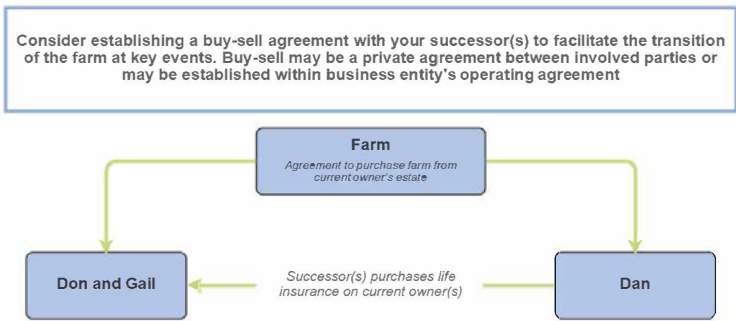 Consider establishing a buy-sell agreement with your successor(s) to facilitate the transition
of the farm at key events. Buy-sell may be a private agreement between involved parties or
may be established within business entity's operating agreement
Farm
Agreement to purchase farm from
current owner's estate
Don and Gail
Successor(s) purchases life
insurance on current owner(s)
Dan